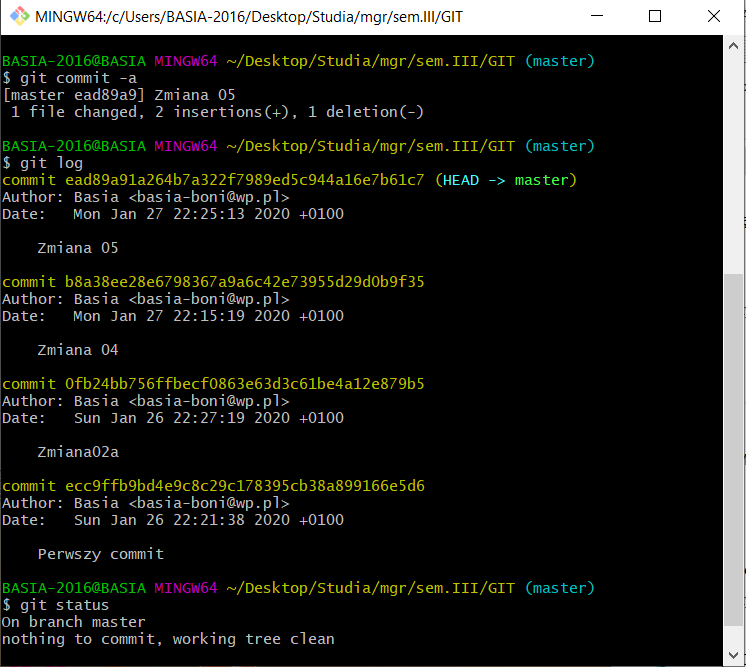 MINGW64:/c/Users/BASIA-2016/Desktop/Studia/mgr/sem.III/GIT
BASIA-2016@BASIA MINGW64 ~/Desktop/Studia/mgr/sem.III/GIT (master)
$ git commit -a
[master ead89a9] Zmiana 05
 1 file changed, 2 insertions(+), 1 deletion(-)
BASIA-2016@BASIA MINGW64 ~/Desktop/Studia/mgr/sem.III/GIT (master)
$ git log
commit ead89a91a264b7a322f7989ed5c944a16e7b61c7 (HEAD -> master)
Author: Basia <basia-boni@wp.pl>
Date:   Mon Jan 27 22:25:13 2020 +0100
    Zmiana 05
commit b8a38ee28e6798367a9a6c42e73955d29d0b9f35
Author: Basia <basia-boni@wp.pl>
Date:   Mon Jan 27 22:15:19 2020 +0100
    Zmiana 04
commit 0fb24bb756ffbecf0863e63d3c61be4a12e879b5
Author: Basia <basia-boni@wp.pl>
Date:   Sun Jan 26 22:27:19 2020 +0100
    Zmiana02a
commit ecc9ffb9bd4e9c8c29c178395cb38a899166e5d6
Author: Basia <basia-boni@wp.pl>
Date:   Sun Jan 26 22:21:38 2020 +0100
    Perwszy commit
BASIA-2016@BASIA MINGW64 ~/Desktop/Studia/mgr/sem.III/GIT (master)
$ git status
On branch master
nothing to commit, working tree clean